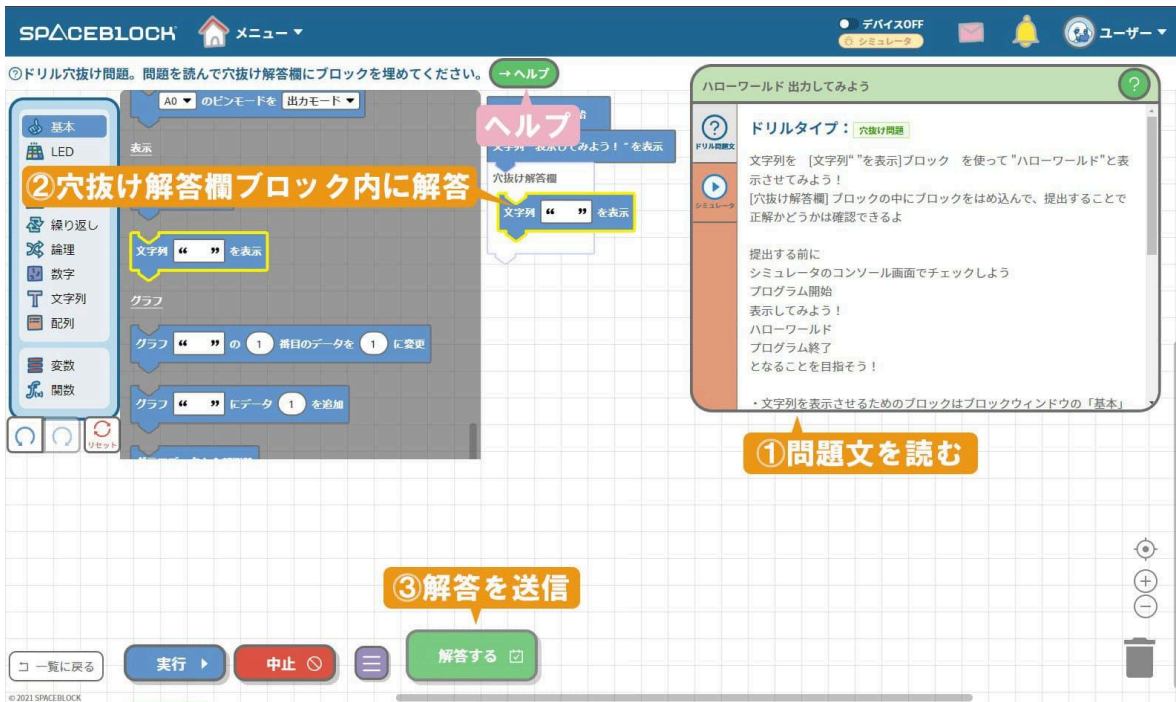 SPACEBLOCK メニュー デバイスOFF シミュレータ ユーザー
?ドリル穴抜け問題。問題を読んで穴抜け解答欄にブロックを埋めてください。 →ヘルプ
ヘルプ
基本
LED
繰り返し
論理
数字
文字列
配列
変数
関数
リセット
A0 のピンモードを 出力モード
表示
②穴抜け解答欄ブロック内に解答
文字列 “ ” を表示
グラフ
グラフ “ ” の 1 番目のデータを 1 に変更
グラフ “ ” にデータ 1 を追加
文字列 “表示してみよう!” を表示
穴抜け解答欄
文字列 “ ” を表示
ハローワールド 出力してみよう ?
ドリル問題文
シミュレータ
ドリルタイプ: 穴抜け問題
文字列を [文字列“ ”を表示]ブロック を使って "ハローワールド"と表
示させてみよう!
[穴抜け解答欄] ブロックの中にブロックをはめ込んで、提出することで
正解かどうかは確認できるよ
提出する前に
シミュレータのコンソール画面でチェックしよう
プログラム開始
表示してみよう!
ハローワールド
プログラム終了
となることを目指そう!
・文字列を表示させるためのブロックはブロックウィンドウの「基本」
①問題文を読む
③解答を送信
一覧に戻る 実行 中止 解答する
© 2021 SPACEBLOCK